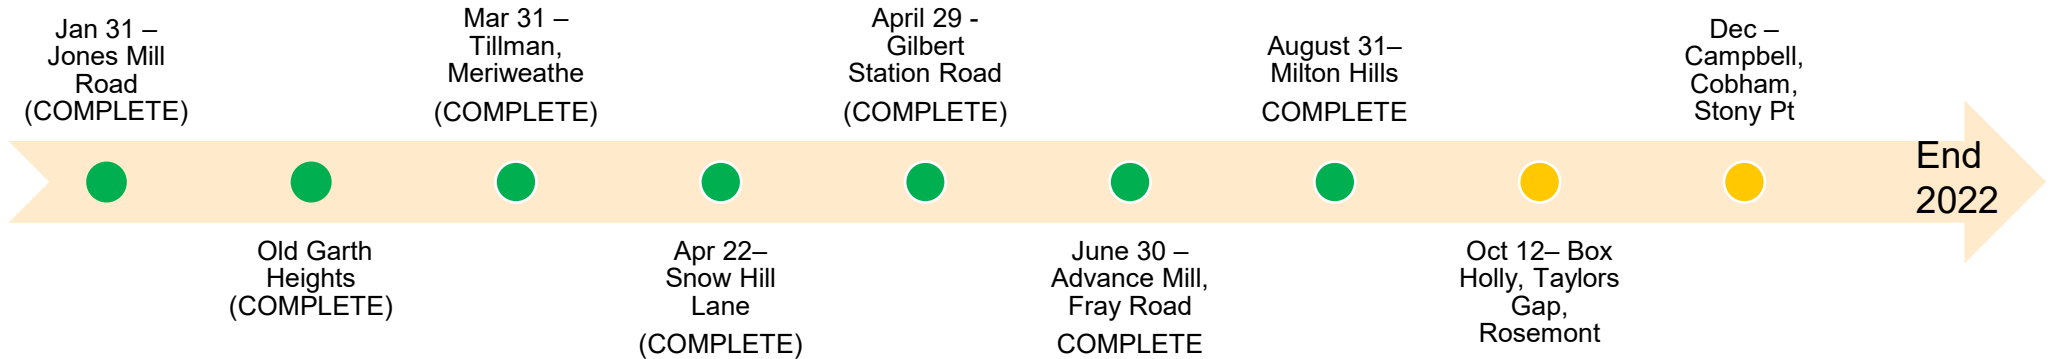 Jan 31 –
Jones Mill
Road
(COMPLETE)
Old Garth
Heights
(COMPLETE)
Mar 31 –
Tillman,
Meriweathe
(COMPLETE)
Apr 22–
Snow Hill
Lane
(COMPLETE)
April 29 -
Gilbert
Station Road
(COMPLETE)
June 30 –
Advance Mill,
Fray Road
COMPLETE
August 31–
Milton Hills
COMPLETE
Oct 12– Box
Holly, Taylors
Gap,
Rosemont
Dec –
Campbell,
Cobham,
Stony Pt
End
2022